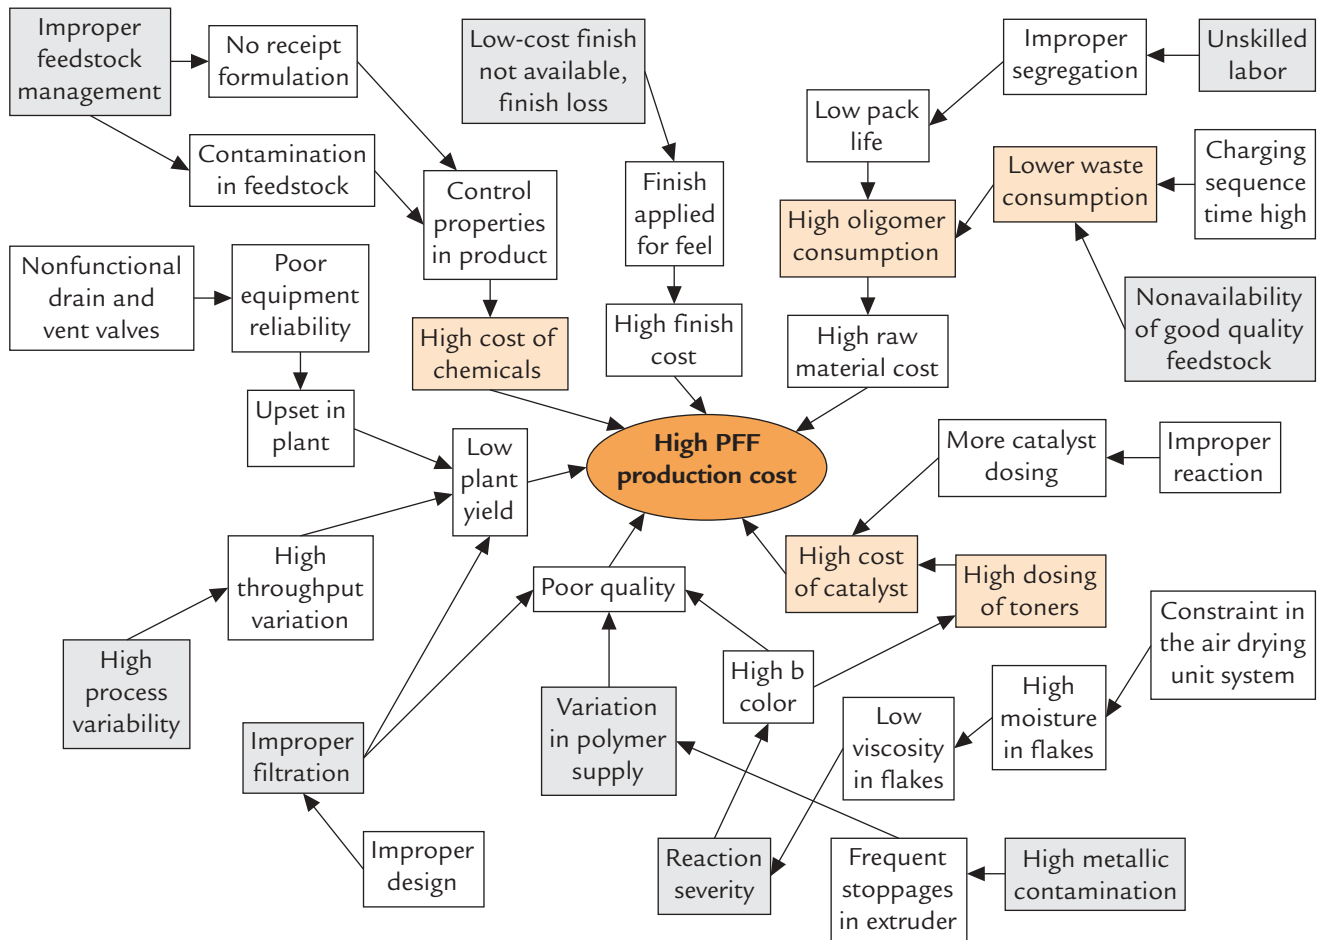 Improper
feedstock
management
No receipt
formulation
Low-cost finish
not available,
finish loss
Improper
segregation
Unskilled
labor
Low pack
life
Contamination
in feedstock
Control
properties
in product
Finish
applied
for feel
High oligomer
consumption
Lower waste
consumption
Charging
sequence
time high
Nonfunctional
drain and
vent valves
Poor
equipment
reliability
High cost of
chemicals
High finish
cost
High raw
material cost
Nonavailability
of good quality
feedstock
Upset in
plant
Low
plant
yield
High PFF
production cost
More catalyst
dosing
Improper
reaction
High
throughput
variation
Poor quality
High cost
of catalyst
High dosing
of toners
Constraint in
the air drying
unit system
High
process
variability
Improper
filtration
Variation
in polymer
supply
High b
color
Low
viscosity
in flakes
High
moisture
in flakes
Improper
design
Reaction
severity
Frequent
stoppages
in extruder
High metallic
contamination